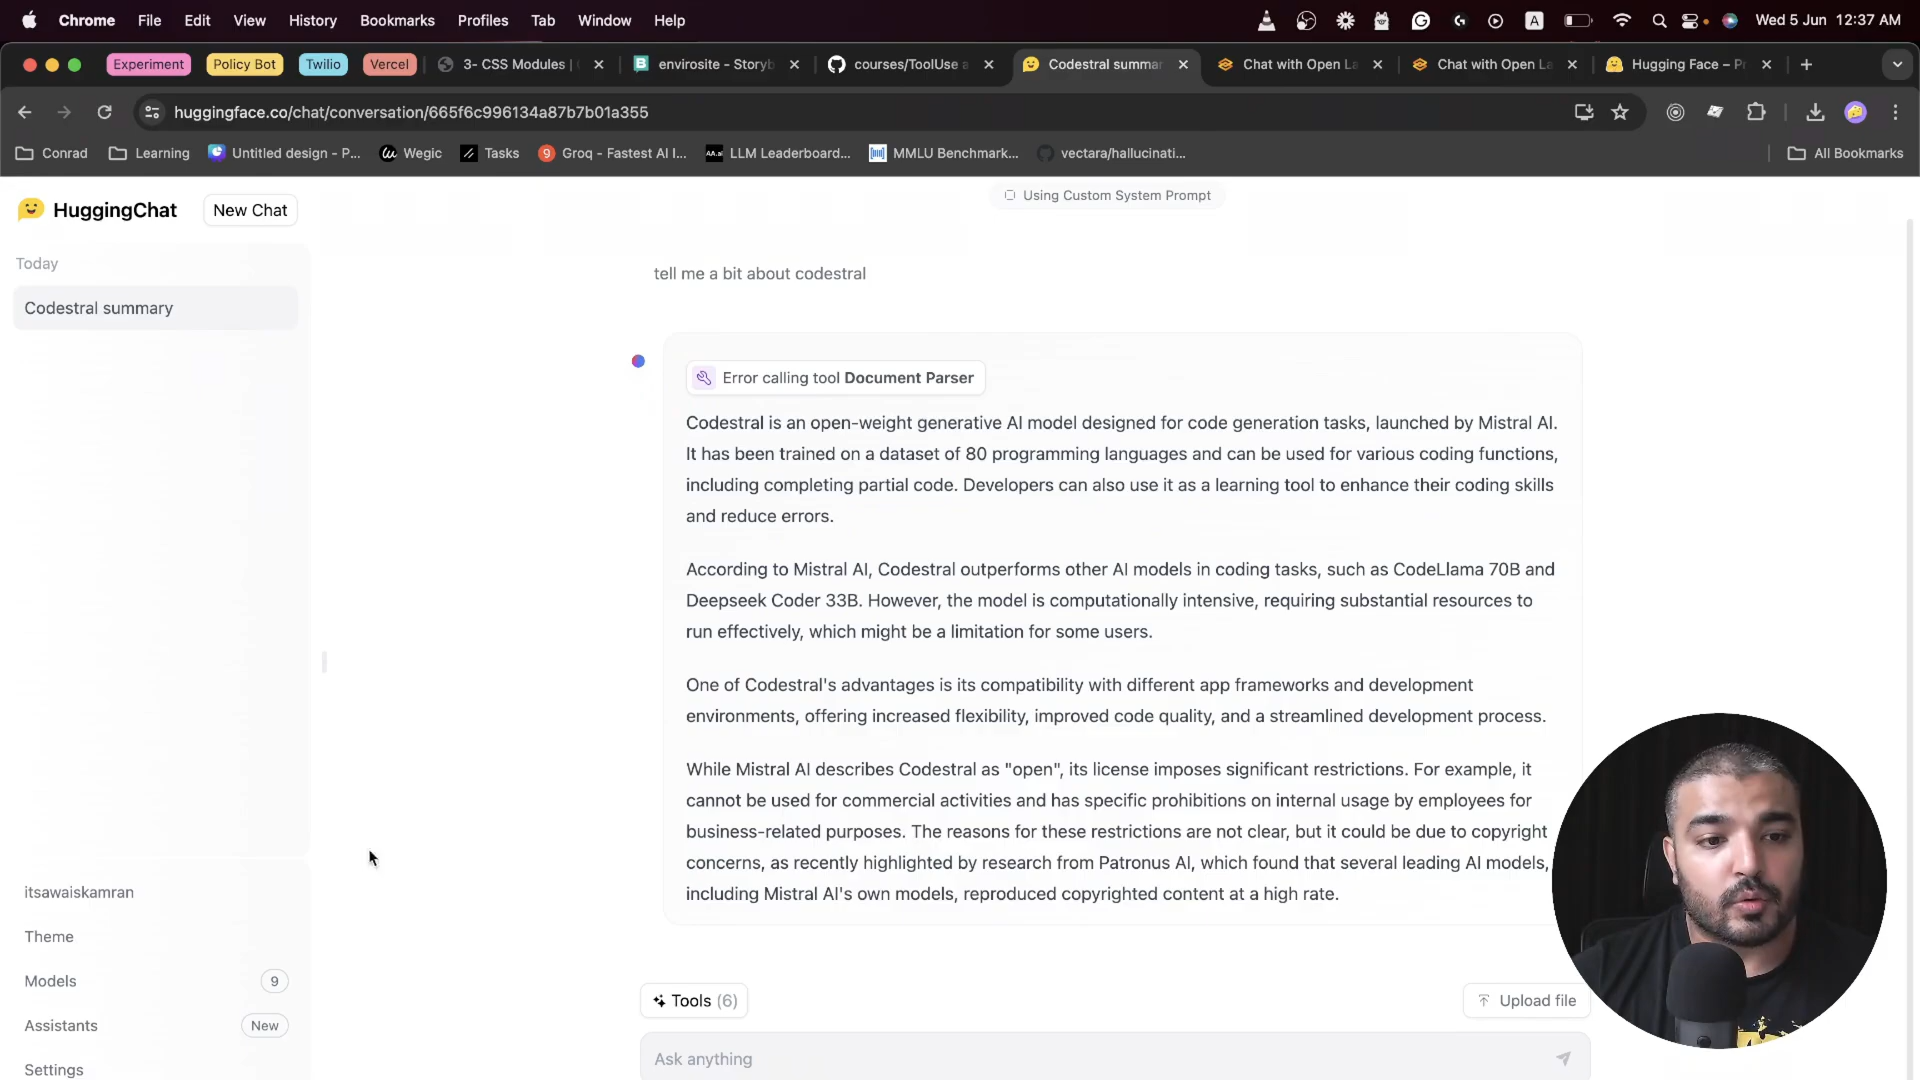 Chrome File Edit View History Bookmarks Profiles Tab Window Help A Wed 5 Jun 12:37 AM
Experiment Policy Bot Twilio Vercel 3- CSS Modules | envirosite - Storyb courses/ToolUse a Codestral summar Chat with Open La Chat with Open La Hugging Face – Pr
huggingface.co/chat/conversation/665f6c996134a87b7b01a355
Conrad Learning Untitled design - P... Wegic Tasks Groq - Fastest AI I... LLM Leaderboard... MMLU Benchmark... vectara/hallucinati... All Bookmarks
HuggingChat New Chat
Using Custom System Prompt
Today
Codestral summary
tell me a bit about codestral
Error calling tool Document Parser
Codestral is an open-weight generative AI model designed for code generation tasks, launched by Mistral AI.
It has been trained on a dataset of 80 programming languages and can be used for various coding functions,
including completing partial code. Developers can also use it as a learning tool to enhance their coding skills
and reduce errors.
According to Mistral AI, Codestral outperforms other AI models in coding tasks, such as CodeLlama 70B and
Deepseek Coder 33B. However, the model is computationally intensive, requiring substantial resources to
run effectively, which might be a limitation for some users.
One of Codestral's advantages is its compatibility with different app frameworks and development
environments, offering increased flexibility, improved code quality, and a streamlined development process.
While Mistral AI describes Codestral as "open", its license imposes significant restrictions. For example, it
cannot be used for commercial activities and has specific prohibitions on internal usage by employees for
business-related purposes. The reasons for these restrictions are not clear, but it could be due to copyright
concerns, as recently highlighted by research from Patronus AI, which found that several leading AI models,
including Mistral AI's own models, reproduced copyrighted content at a high rate.
itsawaiskamran
Theme
Models 9
Assistants New
Settings
Tools (6) Upload file
Ask anything